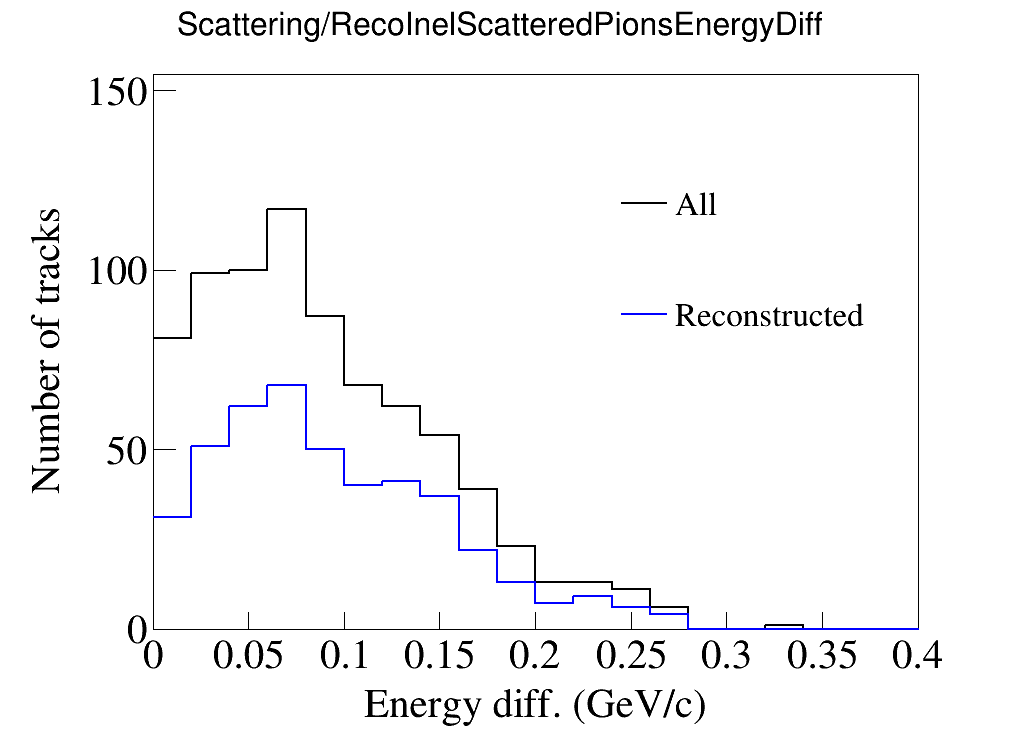 Scattering/RecoInelScatteredPionsEnergyDiff
150
100
50
0
Number of tracks
All
Reconstructed
0 0.05 0.1 0.15 0.2 0.25 0.3 0.35 0.4
Energy diff. (GeV/c)